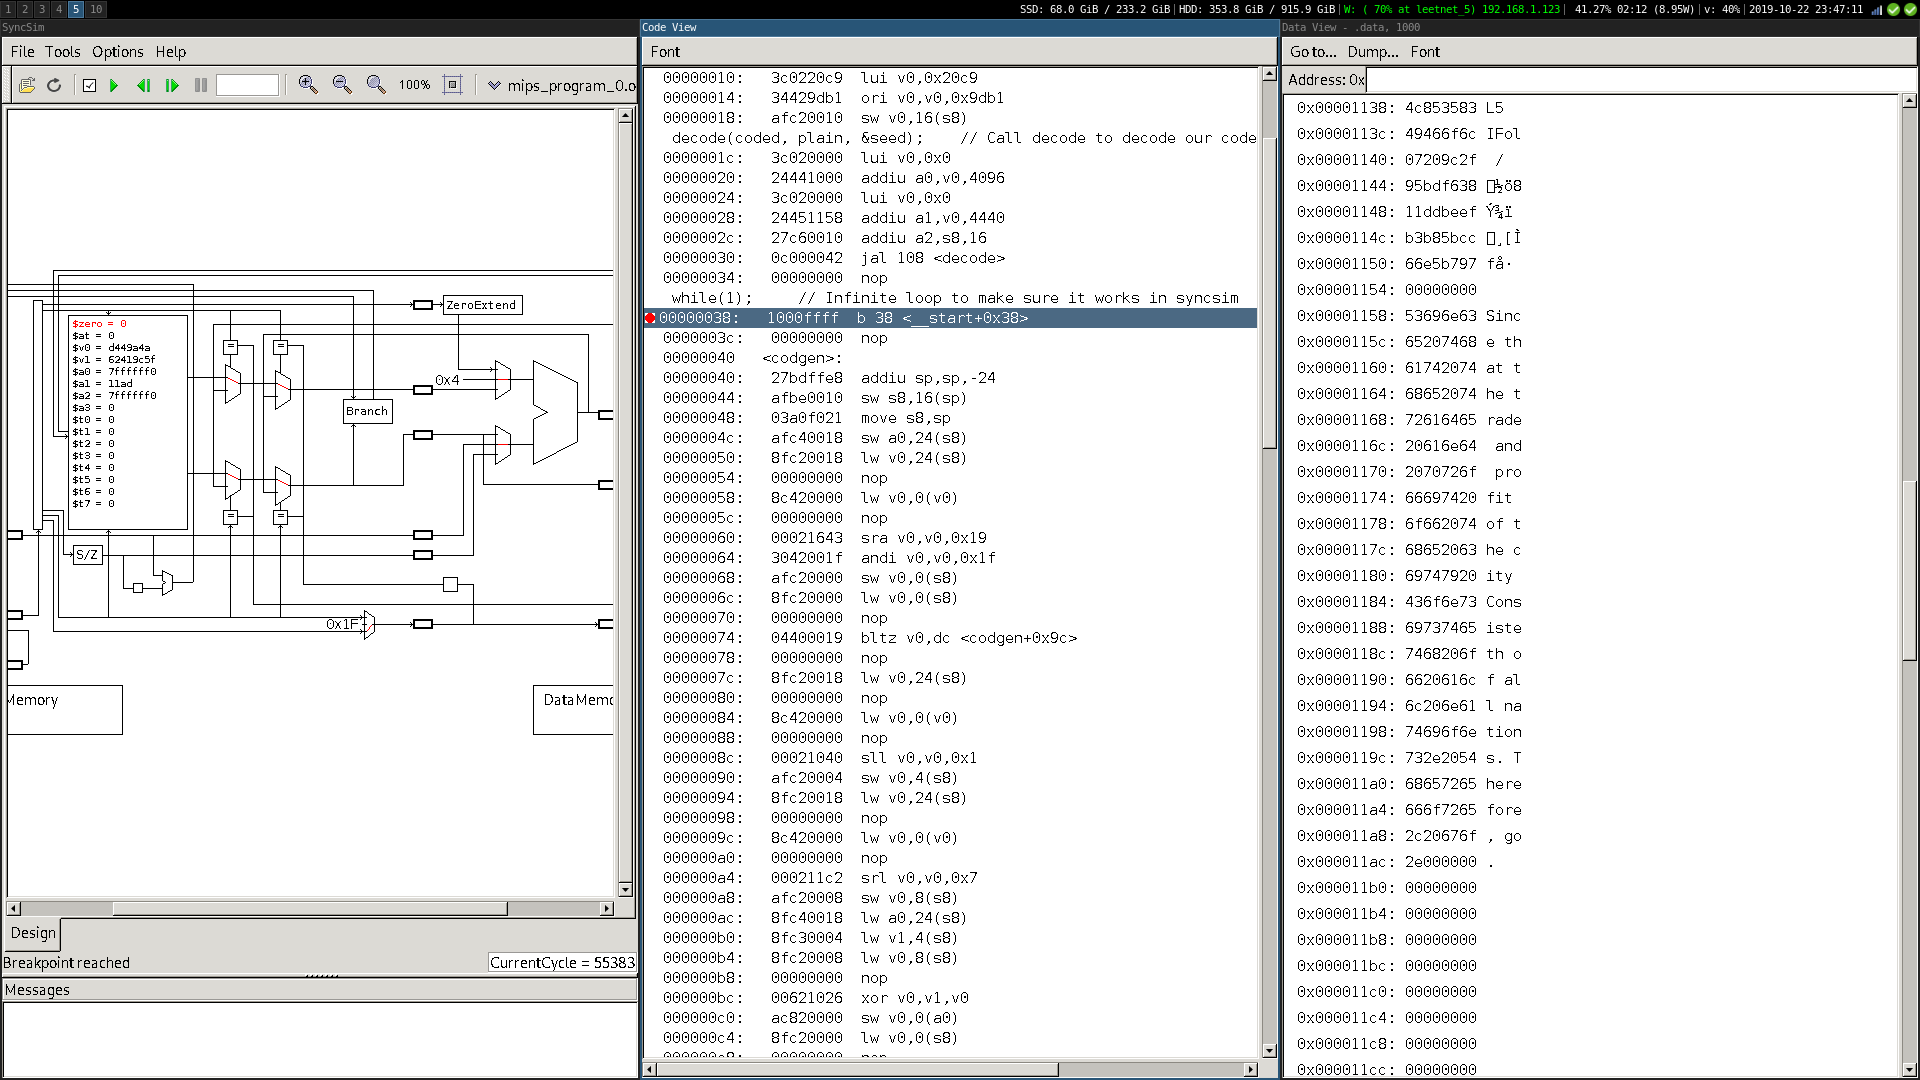 1 2 3 4 5 10
SSD: 68.0 GiB / 233.2 GiB|HDD: 353.8 GiB / 915.9 GiB|W: ( 70% at leetnet_5) 192.168.1.123| 41.27% 02:12 (8.95W)|v: 40%|2019-10-22 23:47:11
SyncSim
File Tools Options Help
100%
mips_program_0.o
ZeroExtend
$zero = 0
$at = 0
$v0 = d449a4a
$v1 = 62419c5f
$a0 = 7ffffff0
$a1 = 11ad
$a2 = 7ffffff0
$a3 = 0
$t0 = 0
$t1 = 0
$t2 = 0
$t3 = 0
$t4 = 0
$t5 = 0
$t6 = 0
$t7 = 0
=
=
0x4
Branch
=
=
S/Z
0x1F
Memory
DataMemo
Design
Breakpoint reached
CurrentCycle = 55383
Messages
Code View
Font
00000010: 3c0220c9 lui v0,0x20c9
00000014: 34429db1 ori v0,v0,0x9db1
00000018: afc20010 sw v0,16(s8)
decode(coded, plain, &seed); // Call decode to decode our code
0000001c: 3c020000 lui v0,0x0
00000020: 24441000 addiu a0,v0,4096
00000024: 3c020000 lui v0,0x0
00000028: 24451158 addiu a1,v0,4440
0000002c: 27c60010 addiu a2,s8,16
00000030: 0c000042 jal 108 <decode>
00000034: 00000000 nop
while(1); // Infinite loop to make sure it works in syncsim
00000038: 1000ffff b 38 <__start+0x38>
0000003c: 00000000 nop
00000040 <codgen>:
00000040: 27bdffe8 addiu sp,sp,-24
00000044: afbe0010 sw s8,16(sp)
00000048: 03a0f021 move s8,sp
0000004c: afc40018 sw a0,24(s8)
00000050: 8fc20018 lw v0,24(s8)
00000054: 00000000 nop
00000058: 8c420000 lw v0,0(v0)
0000005c: 00000000 nop
00000060: 00021643 sra v0,v0,0x19
00000064: 3042001f andi v0,v0,0x1f
00000068: afc20000 sw v0,0(s8)
0000006c: 8fc20000 lw v0,0(s8)
00000070: 00000000 nop
00000074: 04400019 bltz v0,dc <codgen+0x9c>
00000078: 00000000 nop
0000007c: 8fc20018 lw v0,24(s8)
00000080: 00000000 nop
00000084: 8c420000 lw v0,0(v0)
00000088: 00000000 nop
0000008c: 00021040 sll v0,v0,0x1
00000090: afc20004 sw v0,4(s8)
00000094: 8fc20018 lw v0,24(s8)
00000098: 00000000 nop
0000009c: 8c420000 lw v0,0(v0)
000000a0: 00000000 nop
000000a4: 000211c2 srl v0,v0,0x7
000000a8: afc20008 sw v0,8(s8)
000000ac: 8fc40018 lw a0,24(s8)
000000b0: 8fc30004 lw v1,4(s8)
000000b4: 8fc20008 lw v0,8(s8)
000000b8: 00000000 nop
000000bc: 00621026 xor v0,v1,v0
000000c0: ac820000 sw v0,0(a0)
000000c4: 8fc20000 lw v0,0(s8)
000000c8: 00000000 nop
Data View - .data, 1000
Go to... Dump... Font
Address: 0x
0x00001138: 4c853583 L5
0x0000113c: 49466f6c IFol
0x00001140: 07209c2f /
0x00001144: 95bdf638 ½ö8
0x00001148: 11ddbeef Ý¾ï
0x0000114c: b3b85bcc ¸[Ì
0x00001150: 66e5b797 få·
0x00001154: 00000000
0x00001158: 53696e63 Sinc
0x0000115c: 65207468 e th
0x00001160: 61742074 at t
0x00001164: 68652074 he t
0x00001168: 72616465 rade
0x0000116c: 20616e64 and
0x00001170: 2070726f pro
0x00001174: 66697420 fit
0x00001178: 6f662074 of t
0x0000117c: 68652063 he c
0x00001180: 69747920 ity
0x00001184: 436f6e73 Cons
0x00001188: 69737465 iste
0x0000118c: 7468206f th o
0x00001190: 6620616c f al
0x00001194: 6c206e61 l na
0x00001198: 74696f6e tion
0x0000119c: 732e2054 s. T
0x000011a0: 68657265 here
0x000011a4: 666f7265 fore
0x000011a8: 2c20676f , go
0x000011ac: 2e000000 .
0x000011b0: 00000000
0x000011b4: 00000000
0x000011b8: 00000000
0x000011bc: 00000000
0x000011c0: 00000000
0x000011c4: 00000000
0x000011c8: 00000000
0x000011cc: 00000000